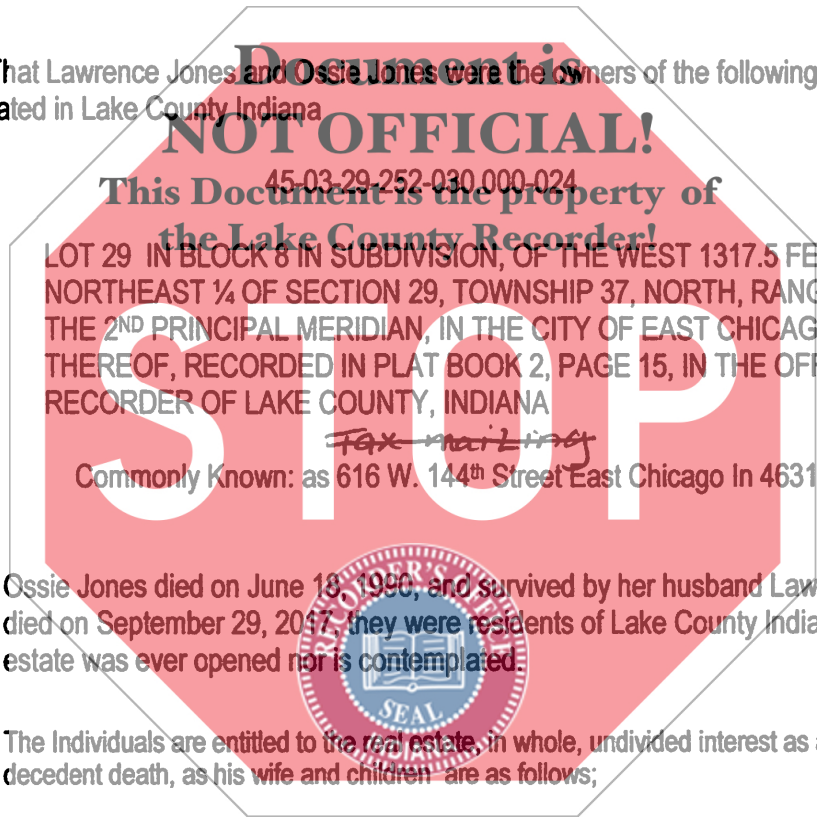 hat Lawrence Jones and Ossie Jones were the owners of the following
Document is
ated in Lake County Indiana
NOT OFFICIAL!
45-03-29-252-030.000-024
This Document is the property of
the Lake County Recorder!
LOT 29 IN BLOCK 8 IN SUBDIVISION, OF THE WEST 1317.5 FE
NORTHEAST ¼ OF SECTION 29, TOWNSHIP 37, NORTH, RANG
THE 2ND PRINCIPAL MERIDIAN, IN THE CITY OF EAST CHICAG
THEREOF, RECORDED IN PLAT BOOK 2, PAGE 15, IN THE OFF
RECORDER OF LAKE COUNTY, INDIANA
STOP
Tax mailing
Commonly Known: as 616 W. 144th Street East Chicago In 4631
Ossie Jones died on June 18, 1990, and survived by her husband Law
died on September 29, 2017, they were residents of Lake County India
estate was ever opened nor is contemplated.
RECORDER'S OFFICE
SEAL
INDIANA
The Individuals are entitled to the real estate, in whole, undivided interest as
decedent death, as his wife and children are as follows;